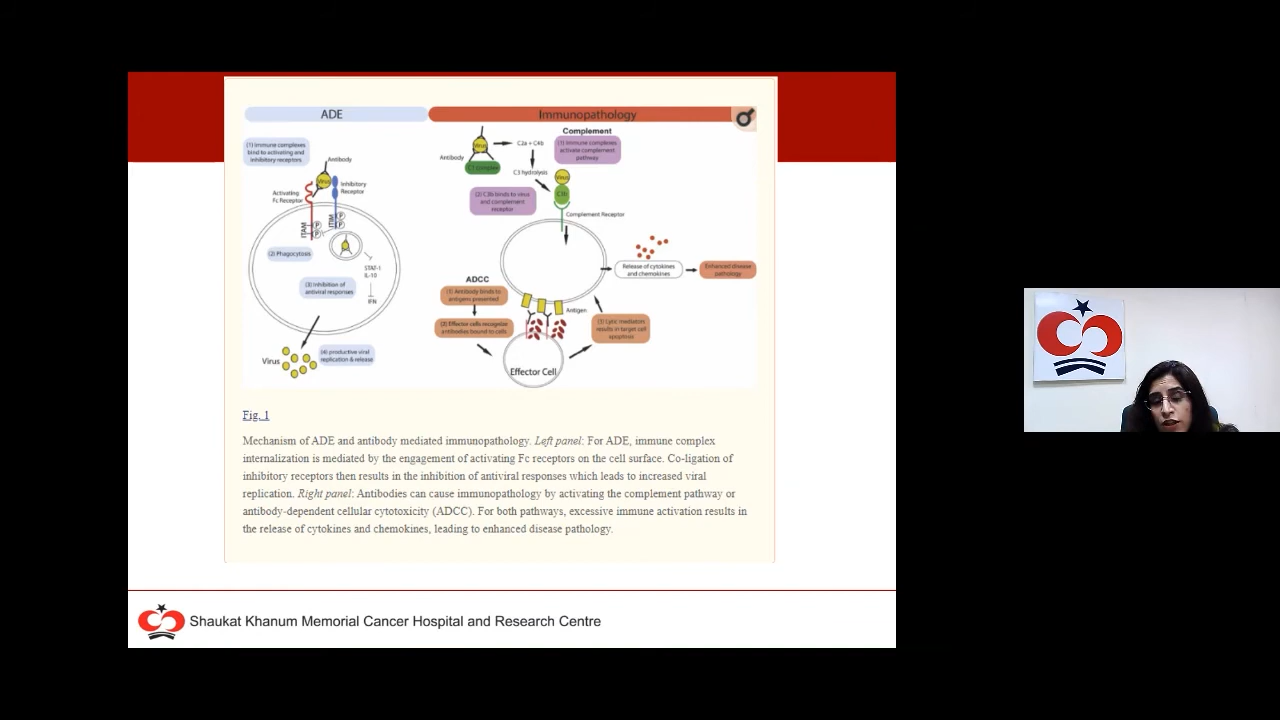 ADE
Immunopathology
(1) Immune complexes
bind to activating and
inhibitory receptors
Antibody
Virus
Inhibitory
Receptor
Activating
Fc Receptor
ITAM
ITIM
P
P
P
P
(2) Phagocytosis
STAT-1
IL-10
IFN
(3) Inhibition of
antiviral responses
Virus
(4) productive viral
replication & release
Complement
(1) Immune complexes
activate complement
pathway
Virus
C2a + C4b
Antibody
C1 complex
C3 hydrolysis
Virus
C3b
(2) C3b binds to virus
and complement
receptor
Complement Receptor
Release of cytokines
and chemokines
Enhanced disease
pathology
ADCC
(1) Antibody binds to
antigens presented
Antigen
(2) Effector cells recognize
antibodies bound to cells
(3) Lytic mediators
results in target cell
apoptosis
Effector Cell
Fig. 1
Mechanism of ADE and antibody mediated immunopathology. Left panel: For ADE, immune complex
internalization is mediated by the engagement of activating Fc receptors on the cell surface. Co-ligation of
inhibitory receptors then results in the inhibition of antiviral responses which leads to increased viral
replication. Right panel: Antibodies can cause immunopathology by activating the complement pathway or
antibody-dependent cellular cytotoxicity (ADCC). For both pathways, excessive immune activation results in
the release of cytokines and chemokines, leading to enhanced disease pathology.
Shaukat Khanum Memorial Cancer Hospital and Research Centre